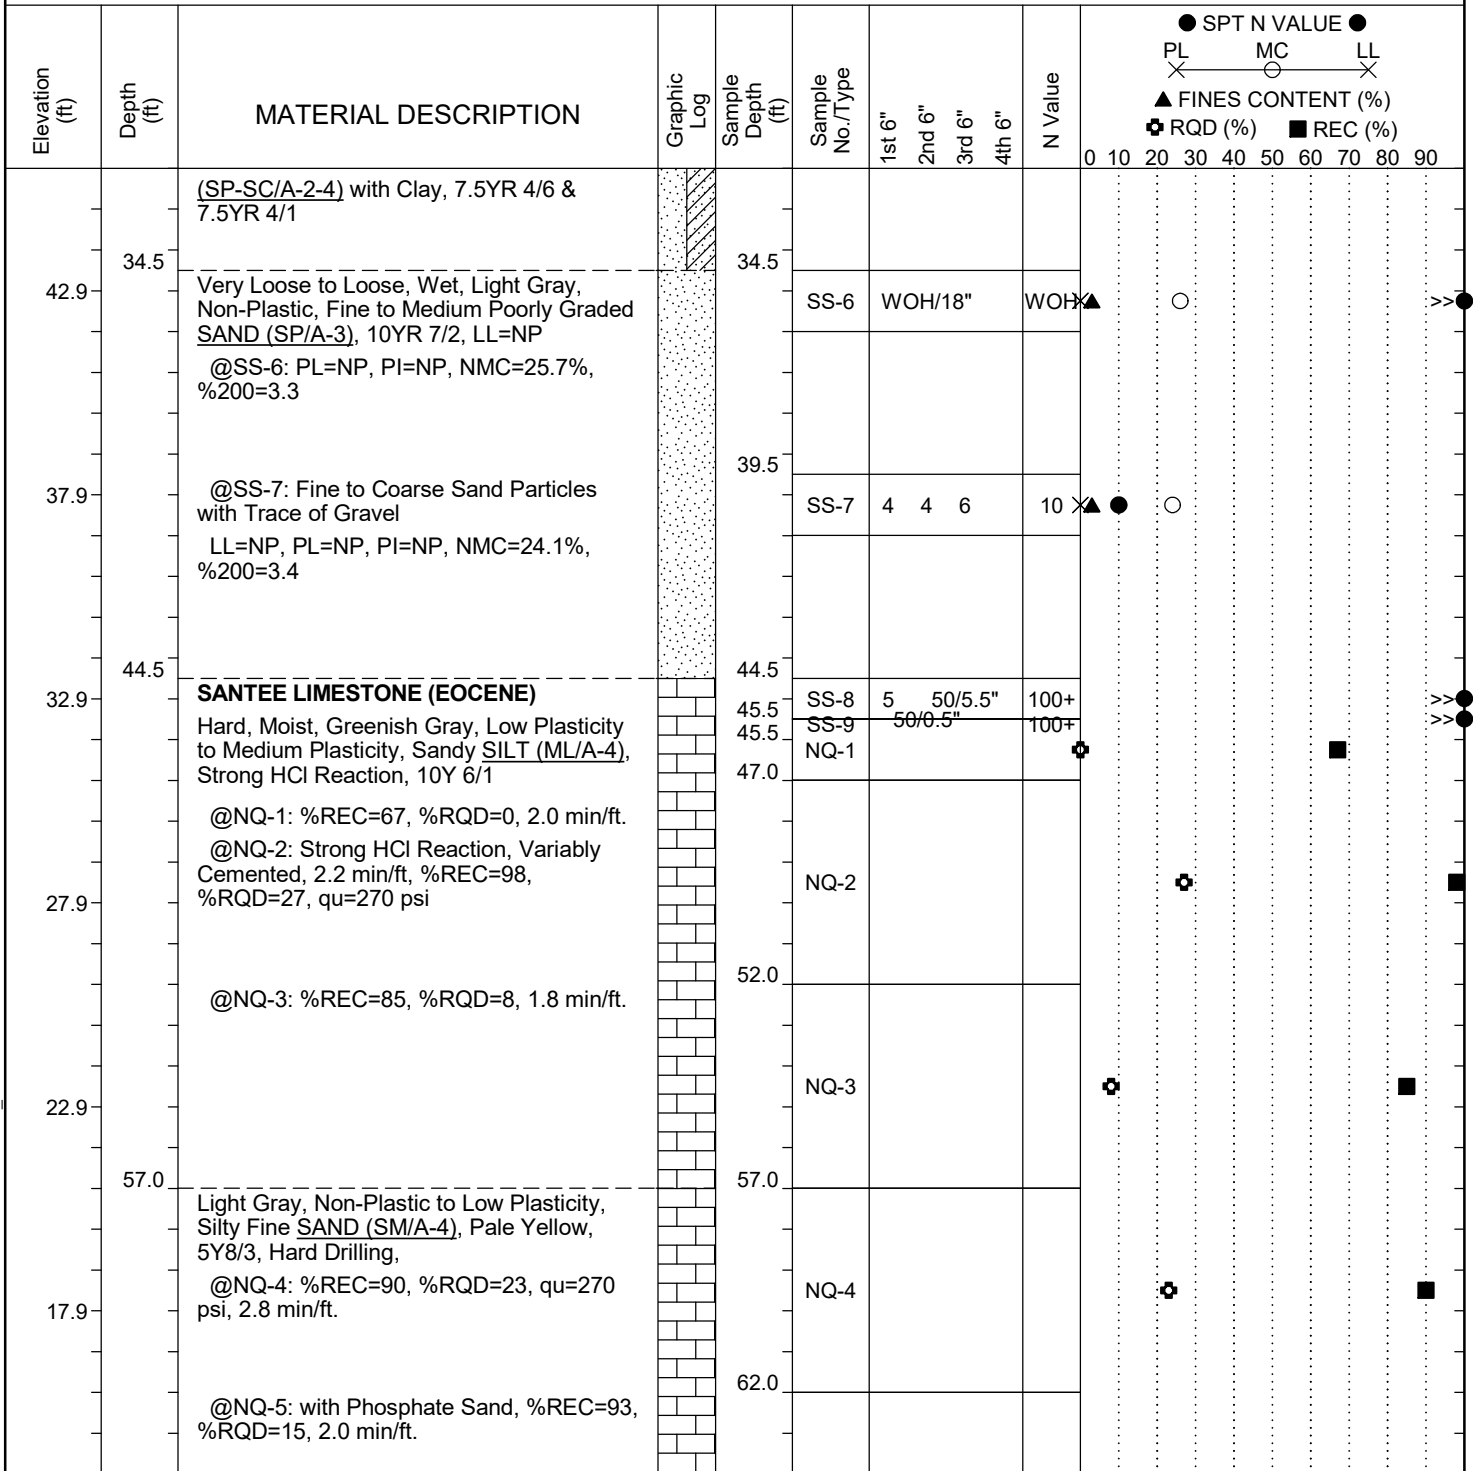 Elevation (ft)
Depth (ft)
MATERIAL DESCRIPTION
Graphic Log
Sample Depth (ft)
Sample No./Type
1st 6"
2nd 6"
3rd 6"
4th 6"
N Value
SPT N VALUE
PL MC LL
FINES CONTENT (%)
RQD (%) REC (%)
0 10 20 30 40 50 60 70 80 90
(SP-SC/A-2-4) with Clay, 7.5YR 4/6 &
7.5YR 4/1
34.5 34.5
Very Loose to Loose, Wet, Light Gray,
42.9 Non-Plastic, Fine to Medium Poorly Graded SS-6 WOH/18" WOH >>
SAND (SP/A-3), 10YR 7/2, LL=NP
@SS-6: PL=NP, PI=NP, NMC=25.7%,
%200=3.3
39.5
37.9 @SS-7: Fine to Coarse Sand Particles SS-7 4 4 6 10
with Trace of Gravel
LL=NP, PL=NP, PI=NP, NMC=24.1%,
%200=3.4
44.5 44.5
32.9 SANTEE LIMESTONE (EOCENE) SS-8 5 50/5.5" 100+ >>
45.5 SS-9 50/0.5" 100+ >>
Hard, Moist, Greenish Gray, Low Plasticity
45.5
to Medium Plasticity, Sandy SILT (ML/A-4), NQ-1
Strong HCl Reaction, 10Y 6/1 47.0
@NQ-1: %REC=67, %RQD=0, 2.0 min/ft.
@NQ-2: Strong HCl Reaction, Variably
Cemented, 2.2 min/ft, %REC=98, NQ-2
27.9 %RQD=27, qu=270 psi
52.0
@NQ-3: %REC=85, %RQD=8, 1.8 min/ft.
NQ-3
22.9
57.0 57.0
Light Gray, Non-Plastic to Low Plasticity,
Silty Fine SAND (SM/A-4), Pale Yellow,
5Y8/3, Hard Drilling,
@NQ-4: %REC=90, %RQD=23, qu=270 NQ-4
17.9 psi, 2.8 min/ft.
62.0
@NQ-5: with Phosphate Sand, %REC=93,
%RQD=15, 2.0 min/ft.